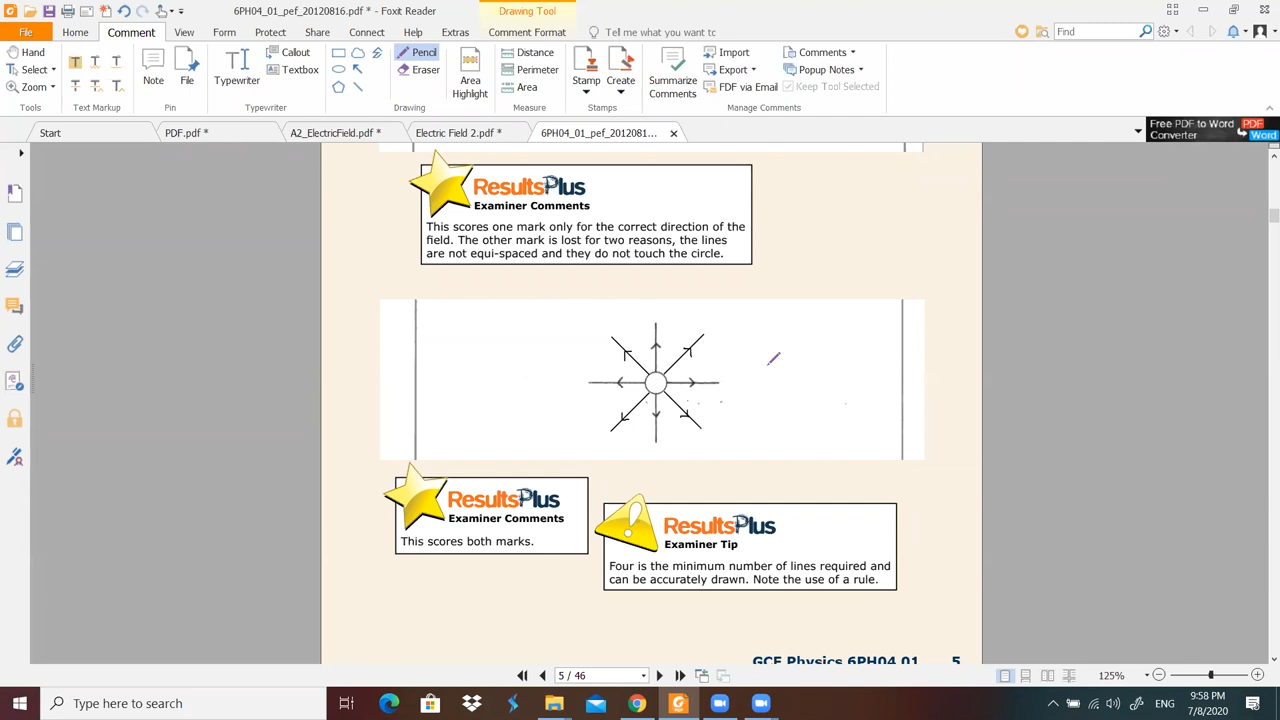 6PH04_01_pef_20120816.pdf * - Foxit Reader
Drawing Tool
File Home Comment View Form Protect Share Connect Help Extras Comment Format Tell me what you want tc Find
Hand
Select
Zoom
Tools
Text Markup
Note File
Pin
Typewriter
Callout
Textbox
Typewriter
Pencil
Eraser
Drawing
Area
Highlight
Distance
Perimeter
Area
Measure
Stamp Create
Stamps
Summarize
Comments
Import
Export
FDF via Email
Comments
Popup Notes
Keep Tool Selected
Manage Comments
Start PDF.pdf * A2_ElectricField.pdf * Electric Field 2.pdf * 6PH04_01_pef_2012081...
Free PDF to Word
Converter
PDF
Word
ResultsPlus
Examiner Comments
This scores one mark only for the correct direction of the
field. The other mark is lost for two reasons, the lines
are not equi-spaced and they do not touch the circle.
ResultsPlus
Examiner Comments
This scores both marks.
ResultsPlus
Examiner Tip
Four is the minimum number of lines required and
can be accurately drawn. Note the use of a rule.
GCE Physics 6PH04 01 5
5 / 46
125%
Type here to search
ENG
9:58 PM
7/8/2020